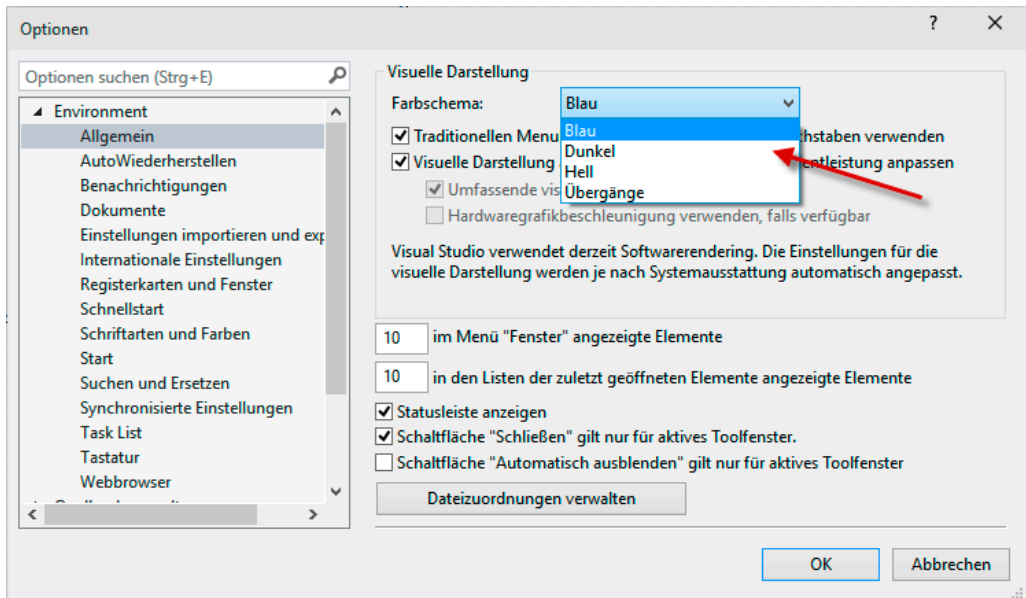 Optionen
?
Optionen suchen (Strg+E)
Environment
Allgemein
AutoWiederherstellen
Benachrichtigungen
Dokumente
Einstellungen importieren und exp
Internationale Einstellungen
Registerkarten und Fenster
Schnellstart
Schriftarten und Farben
Start
Suchen und Ersetzen
Synchronisierte Einstellungen
Task List
Tastatur
Webbrowser
Visuelle Darstellung
Farbschema: Blau
Blau
Dunkel
Hell
Übergänge
Traditionellen Menu hstaben verwenden
Visuelle Darstellung entleistung anpassen
Umfassende vis
Hardwaregrafikbeschleunigung verwenden, falls verfügbar
Visual Studio verwendet derzeit Softwarerendering. Die Einstellungen für die
visuelle Darstellung werden je nach Systemausstattung automatisch angepasst.
10 im Menü "Fenster" angezeigte Elemente
10 in den Listen der zuletzt geöffneten Elemente angezeigte Elemente
Statusleiste anzeigen
Schaltfläche "Schließen" gilt nur für aktives Toolfenster.
Schaltfläche "Automatisch ausblenden" gilt nur für aktives Toolfenster
Dateizuordnungen verwalten
OK
Abbrechen